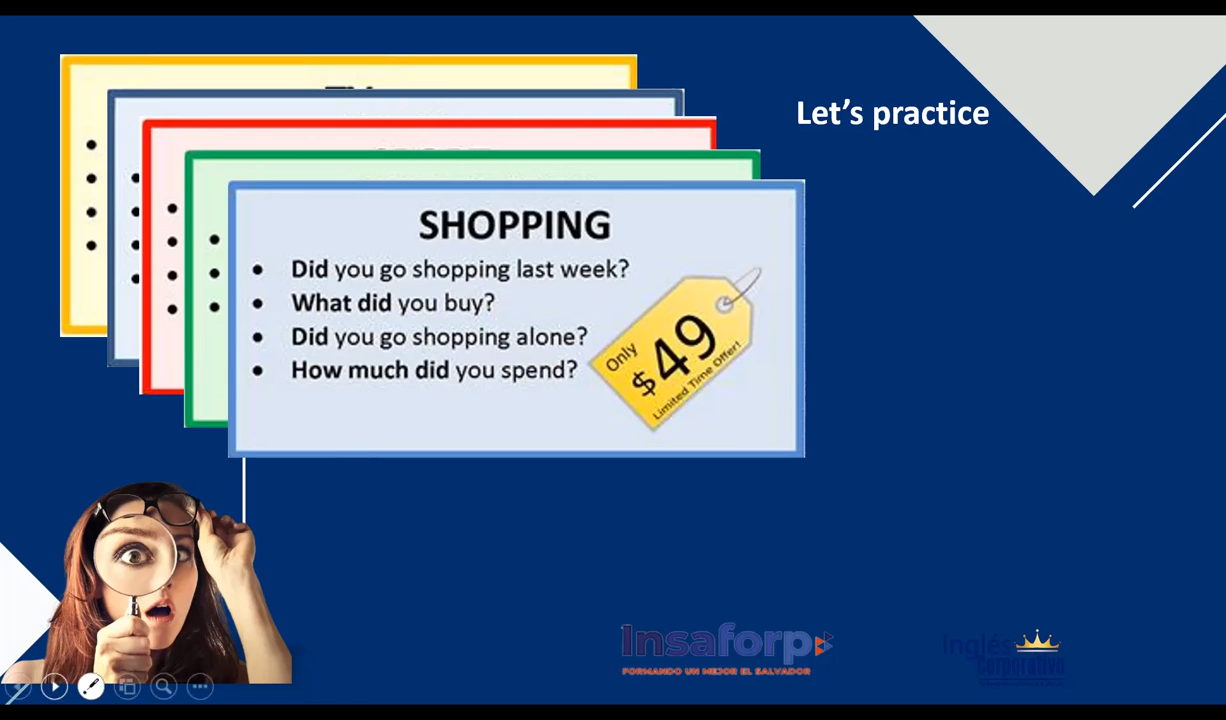 Let's practice
SHOPPING
• Did you go shopping last week?
• What did you buy?
• Did you go shopping alone?
• How much did you spend?
Only
$49
Limited Time Offer!
Insaforp
FORMANDO UN MEJOR EL SALVADOR
Inglés
Corporativo